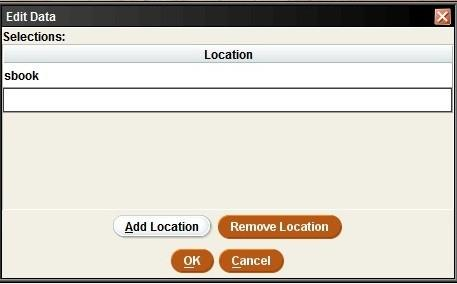 Edit Data
Selections:
Location
sbook
Add Location Remove Location
OK Cancel